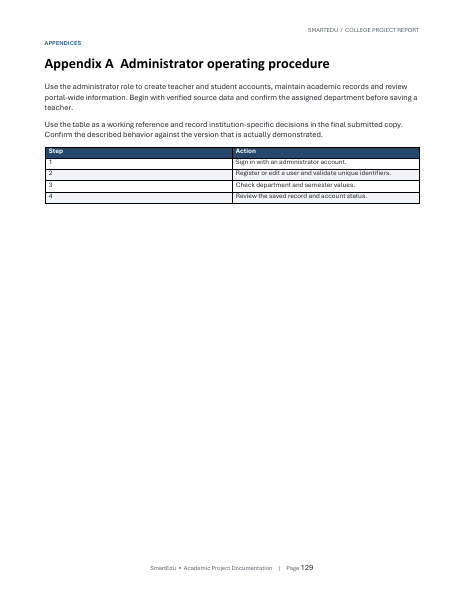 SMARTEDU / COLLEGE PROJECT REPORT
APPENDICES
Appendix A Administrator operating procedure
Use the administrator role to create teacher and student accounts, maintain academic records and review
portal-wide information. Begin with verified source data and confirm the assigned department before saving a
teacher.
Use the table as a working reference and record institution-specific decisions in the final submitted copy.
Confirm the described behavior against the version that is actually demonstrated.
Step Action
1 Sign in with an administrator account.
2 Register or edit a user and validate unique identifiers.
3 Check department and semester values.
4 Review the saved record and account status.
SmartEdu • Academic Project Documentation | Page 129